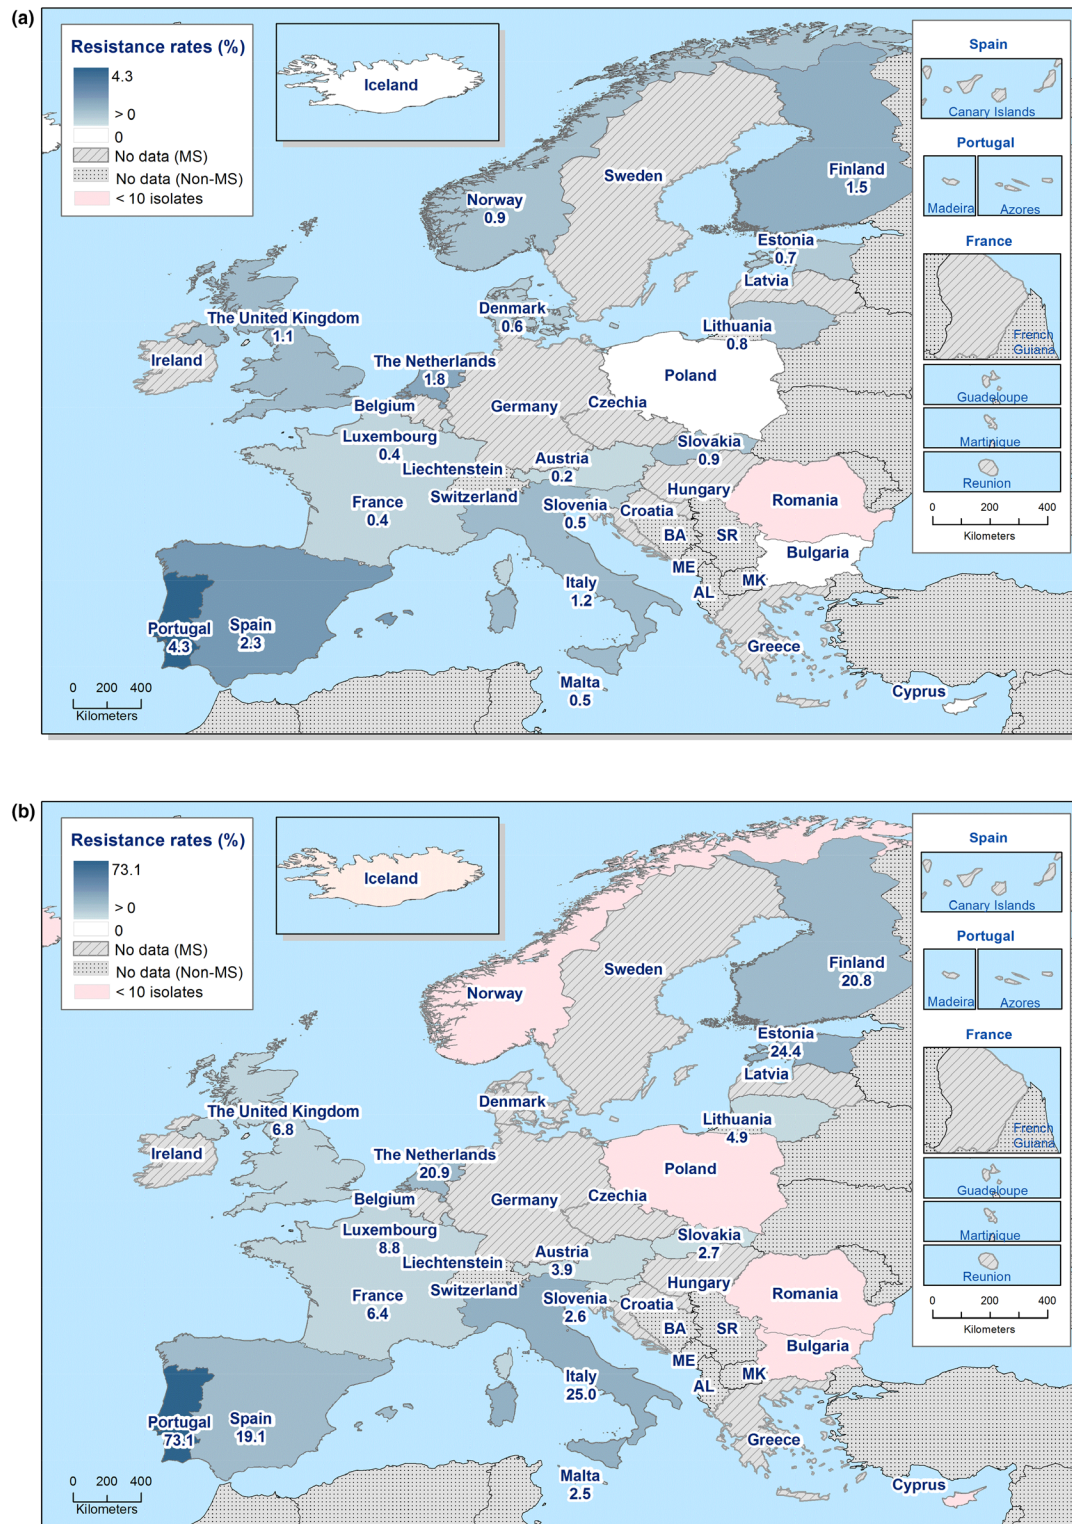 (a)
Resistance rates (%)
4.3
> 0
0
No data (MS)
No data (Non-MS)
< 10 isolates
Iceland
Spain
Canary Islands
Portugal
Madeira
Azores
France
French
Guiana
Guadeloupe
Martinique
Reunion
0 200 400
Kilometers
Sweden
Finland
1.5
Norway
0.9
Estonia
0.7
Latvia
Denmark
0.6
Lithuania
0.8
The United Kingdom
1.1
Ireland
The Netherlands
1.8
Poland
Belgium
Germany
Czechia
Luxembourg
0.4
Slovakia
0.9
Liechtenstein
Austria
0.2
Switzerland
Hungary
Romania
France
0.4
Slovenia
0.5
Croatia
BA
SR
Bulgaria
ME
MK
AL
Italy
1.2
Portugal
4.3
Spain
2.3
Greece
Malta
0.5
Cyprus
0 200 400
Kilometers
(b)
Resistance rates (%)
73.1
> 0
0
No data (MS)
No data (Non-MS)
< 10 isolates
Iceland
Spain
Canary Islands
Portugal
Madeira
Azores
France
French
Guiana
Guadeloupe
Martinique
Reunion
0 200 400
Kilometers
Sweden
Finland
20.8
Norway
Estonia
24.4
Latvia
Denmark
Lithuania
4.9
The United Kingdom
6.8
Ireland
The Netherlands
20.9
Poland
Belgium
Germany
Czechia
Luxembourg
8.8
Slovakia
2.7
Liechtenstein
Austria
3.9
Switzerland
Hungary
Romania
France
6.4
Slovenia
2.6
Croatia
BA
SR
Bulgaria
ME
MK
AL
Italy
25.0
Portugal
73.1
Spain
19.1
Greece
Malta
2.5
Cyprus
0 200 400
Kilometers